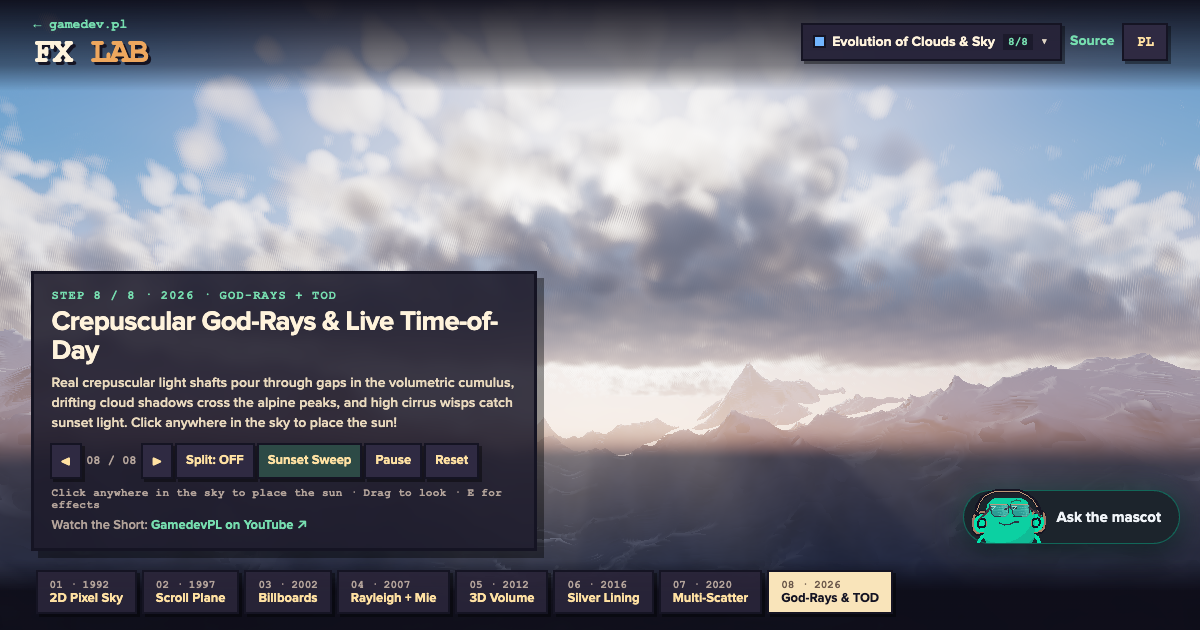 ← gamedev.pl
FX LAB
Evolution of Clouds & Sky 8/8 ▼
Source
PL
STEP 8 / 8 · 2026 · GOD-RAYS + TOD
Crepuscular God-Rays & Live Time-of-
Day
Real crepuscular light shafts pour through gaps in the volumetric cumulus,
drifting cloud shadows cross the alpine peaks, and high cirrus wisps catch
sunset light. Click anywhere in the sky to place the sun!
◀ 08 / 08 ▶ Split: OFF Sunset Sweep Pause Reset
Click anywhere in the sky to place the sun · Drag to look · E for
effects
Watch the Short: GamedevPL on YouTube ↗
Ask the mascot
01 · 1992
2D Pixel Sky
02 · 1997
Scroll Plane
03 · 2002
Billboards
04 · 2007
Rayleigh + Mie
05 · 2012
3D Volume
06 · 2016
Silver Lining
07 · 2020
Multi-Scatter
08 · 2026
God-Rays & TOD